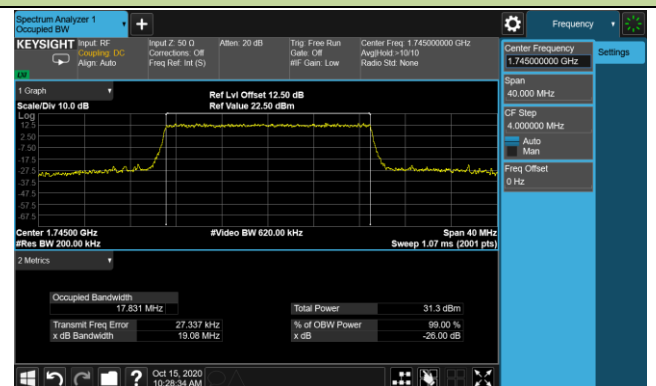 Spectrum Analyzer 1
Occupied BW
Frequency
KEYSIGHT
Input: RF
Coupling: DC
Align: Auto
Input Z: 50 Ω
Corrections: Off
Freq Ref: Int (S)
Atten: 20 dB
Trig: Free Run
Gate: Off
#IF Gain: Low
Center Freq: 1.745000000 GHz
Avg|Hold:>10/10
Radio Std: None
LXI
Center Frequency
1.745000000 GHz
Settings
Span
40.000 MHz
CF Step
4.000000 MHz
Auto
Man
Freq Offset
0 Hz
1 Graph
Scale/Div 10.0 dB
Ref Lvl Offset 12.50 dB
Ref Value 22.50 dBm
Log
12.5
2.50
-7.50
-17.5
-27.5
-37.5
-47.5
-57.5
-67.5
Center 1.74500 GHz
#Res BW 200.00 kHz
#Video BW 620.00 kHz
Span 40 MHz
Sweep 1.07 ms (2001 pts)
2 Metrics
Occupied Bandwidth
17.831 MHz
Total Power
31.3 dBm
Transmit Freq Error
27.337 kHz
% of OBW Power
99.00 %
x dB Bandwidth
19.08 MHz
x dB
-26.00 dB
?
Oct 15, 2020
10:28:34 AM